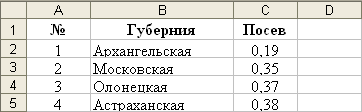 A B C D
1 № Губерния Посев
2 1 Архангельская 0,19
3 2 Московская 0,35
4 3 Олонецкая 0,37
5 4 Астраханская 0,38